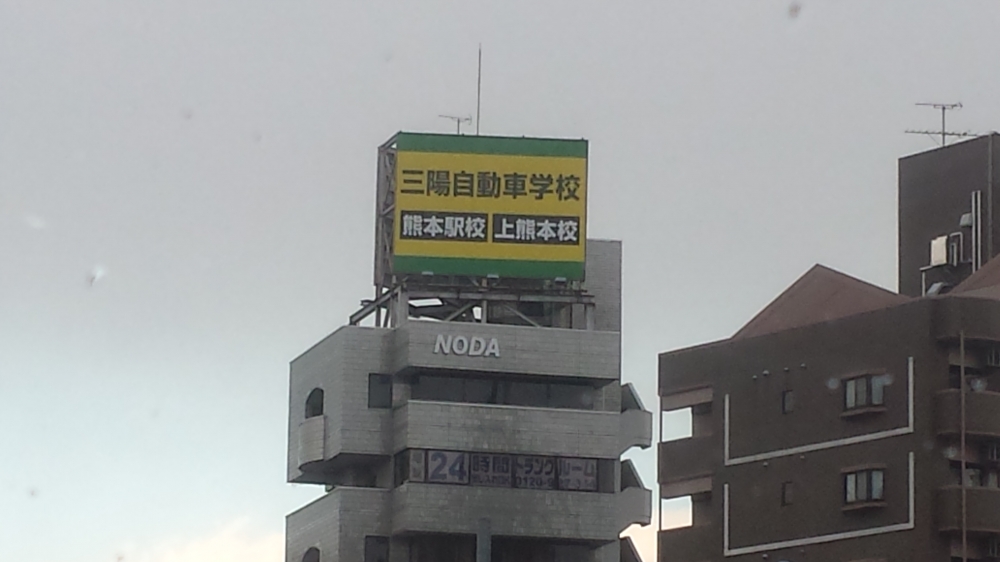 三陽自動車学校
熊本駅校 上熊本校
NODA
24時間トランクルーム